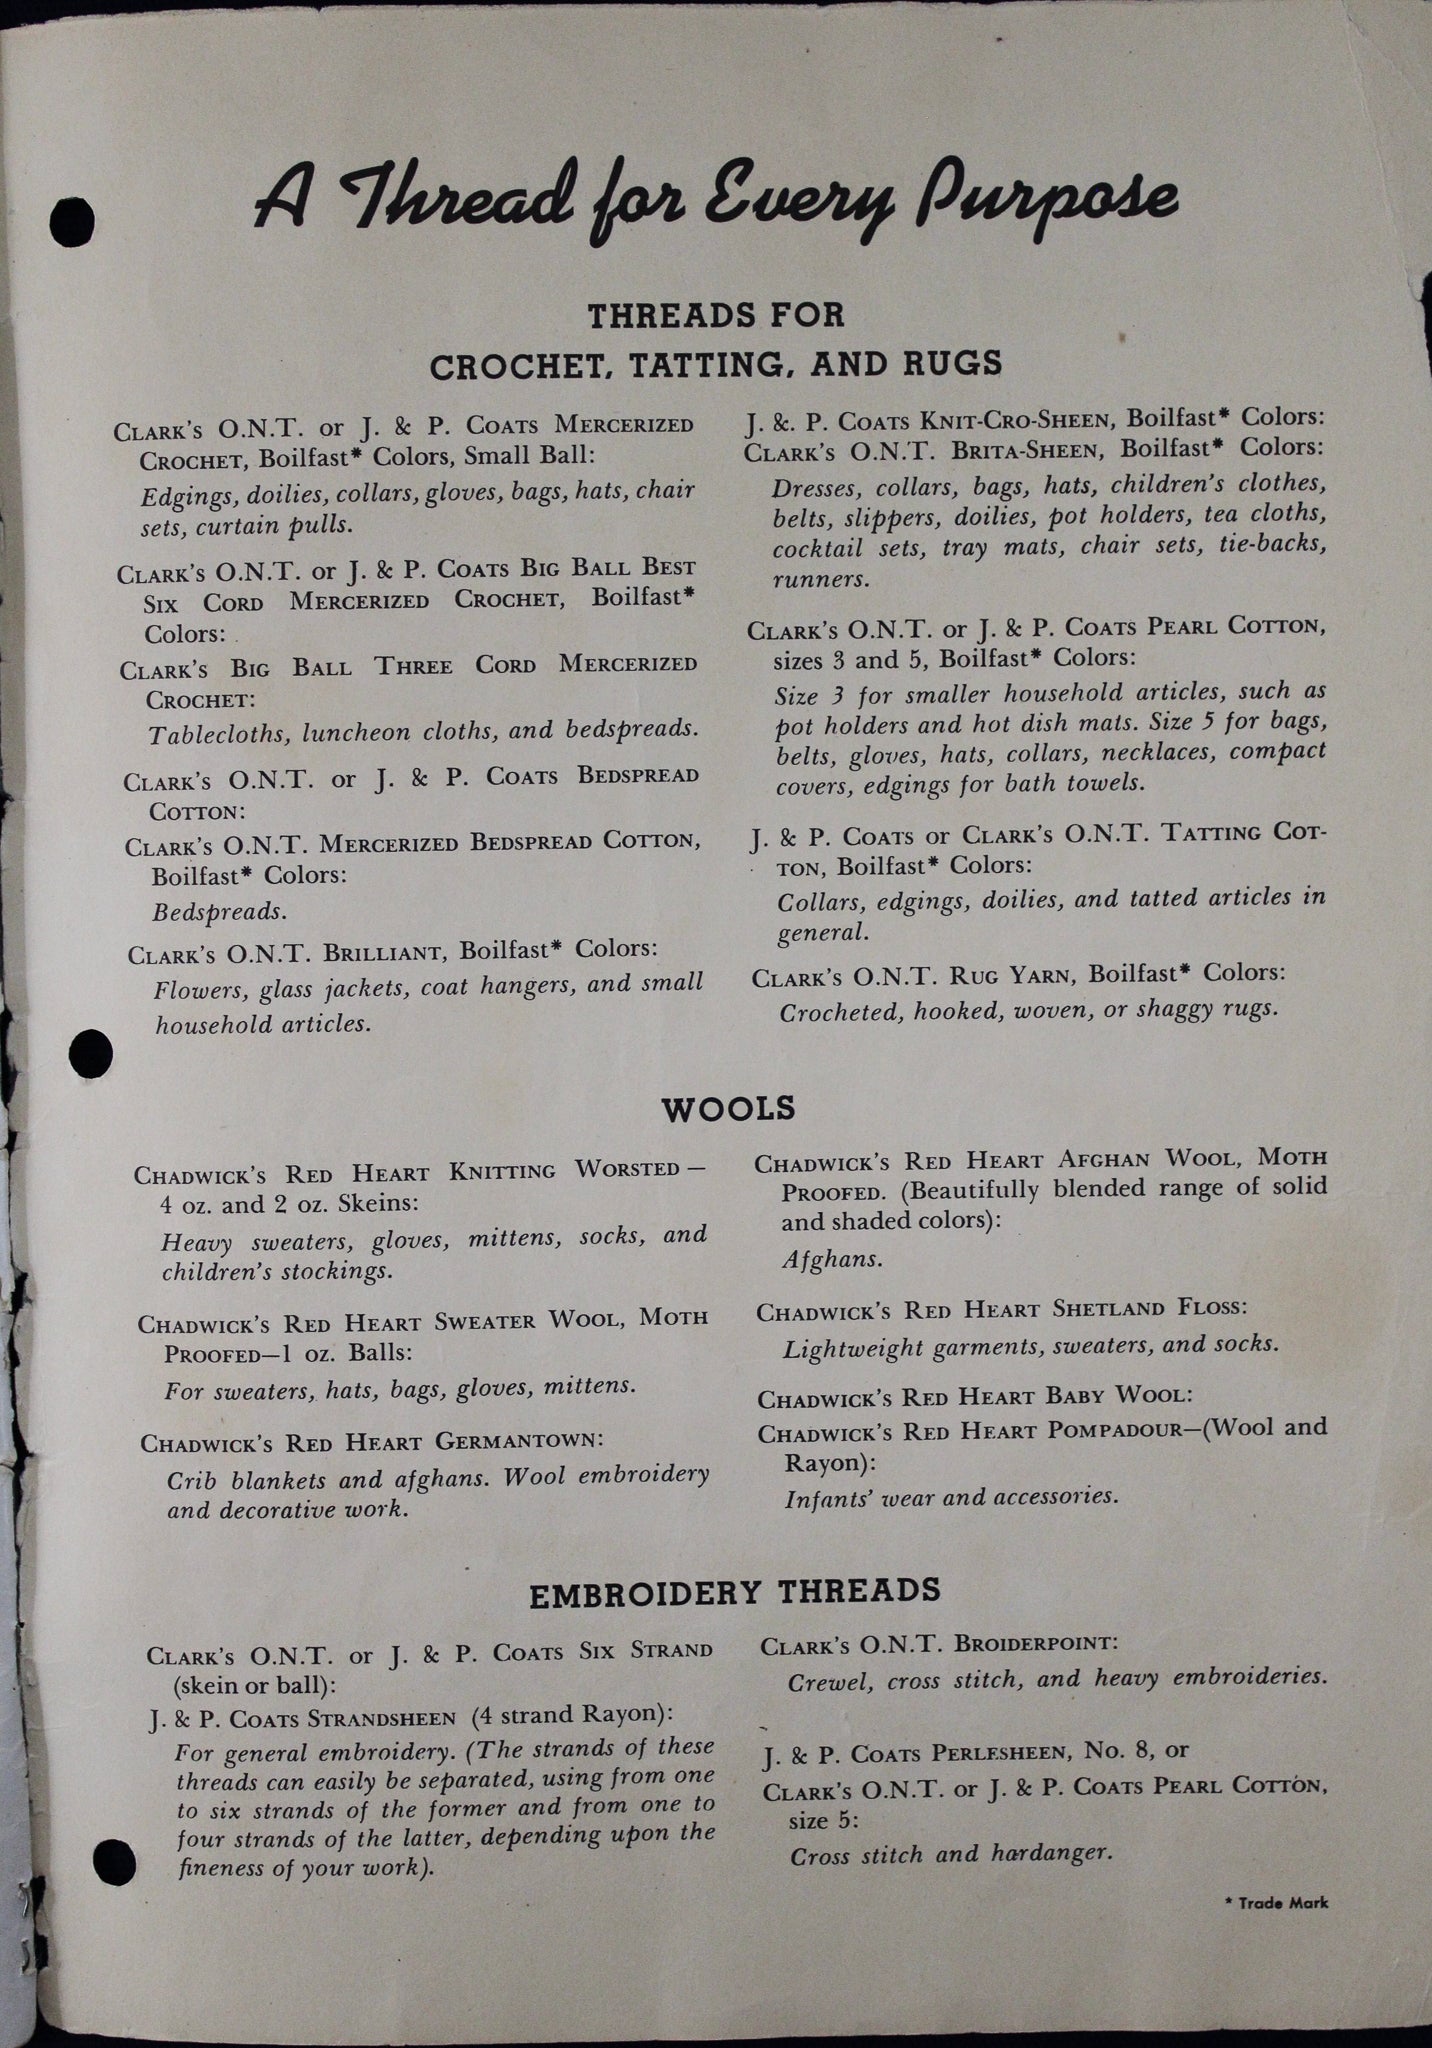 A Thread for Every Purpose
THREADS FOR
CROCHET, TATTING, AND RUGS
CLARK'S O.N.T. or J. & P. COATS MERCERIZED
CROCHET, Boilfast* Colors, Small Ball:
Edgings, doilies, collars, gloves, bags, hats, chair
sets, curtain pulls.
CLARK'S O.N.T. or J. & P. COATS BIG BALL BEST
SIX CORD MERCERIZED CROCHET, Boilfast*
Colors:
CLARK'S BIG BALL THREE CORD MERCERIZED
CROCHET:
Tablecloths, luncheon cloths, and bedspreads.
CLARK'S O.N.T. or J. & P. COATS BEDSPREAD
COTTON:
CLARK'S O.N.T. MERCERIZED BEDSPREAD COTTON,
Boilfast* Colors:
Bedspreads.
CLARK'S O.N.T. BRILLIANT, Boilfast* Colors:
Flowers, glass jackets, coat hangers, and small
household articles.
J. &. P. COATS KNIT-CRO-SHEEN, Boilfast* Colors:
CLARK'S O.N.T. BRITA-SHEEN, Boilfast* Colors:
Dresses, collars, bags, hats, children's clothes,
belts, slippers, doilies, pot holders, tea cloths,
cocktail sets, tray mats, chair sets, tie-backs,
runners.
CLARK'S O.N.T. or J. & P. COATS PEARL COTTON,
sizes 3 and 5, Boilfast* Colors:
Size 3 for smaller household articles, such as
pot holders and hot dish mats. Size 5 for bags,
belts, gloves, hats, collars, necklaces, compact
covers, edgings for bath towels.
J. & P. COATS OR CLARK'S O.N.T. TATTING COT-
TON, Boilfast* Colors:
Collars, edgings, doilies, and tatted articles in
general.
CLARK'S O.N.T. RUG YARN, Boilfast* Colors:
Crocheted, hooked, woven, or shaggy rugs.
WOOLS
CHADWICK'S RED HEART KNITTING WORSTED—
4 oz. and 2 oz. Skeins:
Heavy sweaters, gloves, mittens, socks, and
children's stockings.
CHADWICK'S RED HEART SWEATER WOOL, MOTH
PROOFED—1 oz. Balls:
For sweaters, hats, bags, gloves, mittens.
CHADWICK'S RED HEART GERMANTOWN:
Crib blankets and afghans. Wool embroidery
and decorative work.
CHADWICK'S RED HEART AFGHAN WOOL, MOTH
PROOFED. (Beautifully blended range of solid
and shaded colors):
Afghans.
CHADWICK'S RED HEART SHETLAND FLOSS:
Lightweight garments, sweaters, and socks.
CHADWICK'S RED HEART BABY WOOL:
CHADWICK'S RED HEART POMPADOUR—(Wool and
Rayon):
Infants' wear and accessories.
EMBROIDERY THREADS
CLARK'S O.N.T. or J. & P. COATS SIX STRAND
(skein or ball):
J. & P. COATS STRANDSHEEN (4 strand Rayon):
For general embroidery. (The strands of these
threads can easily be separated, using from one
to six strands of the former and from one to
four strands of the latter, depending upon the
fineness of your work).
CLARK'S O.N.T. BROIDERPOINT:
Crewel, cross stitch, and heavy embroideries.
J. & P. COATS PERLESHEEN, No. 8, or
CLARK'S O.N.T. or J. & P. COATS PEARL COTTON,
size 5:
Cross stitch and hardanger.
* Trade Mark